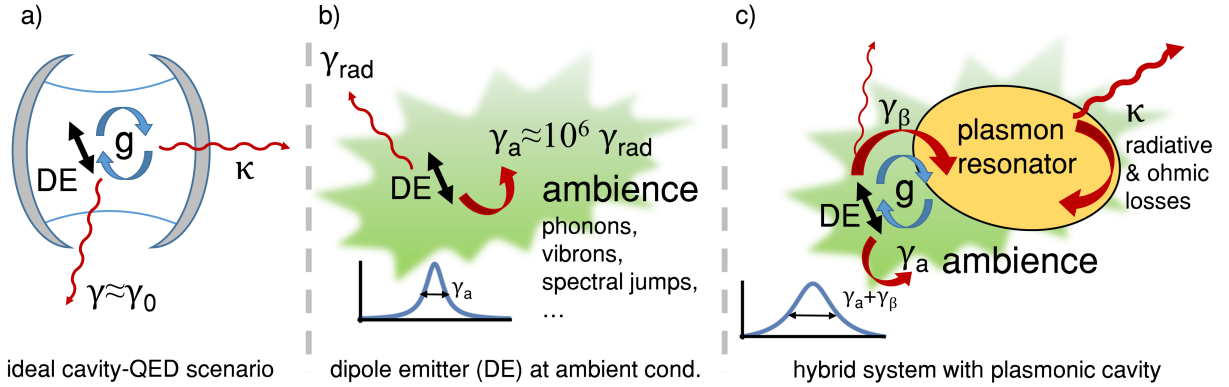 a)
g
DE
κ
γ≈γ₀
ideal cavity-QED scenario
b)
γrad
γₐ≈10⁶ γrad
DE
ambience
phonons,
vibrons,
spectral jumps,
...
γₐ
dipole emitter (DE) at ambient cond.
c)
γᵦ
κ
plasmon
resonator
radiative
& ohmic
losses
g
DE
γₐ
ambience
γₐ+γᵦ
hybrid system with plasmonic cavity